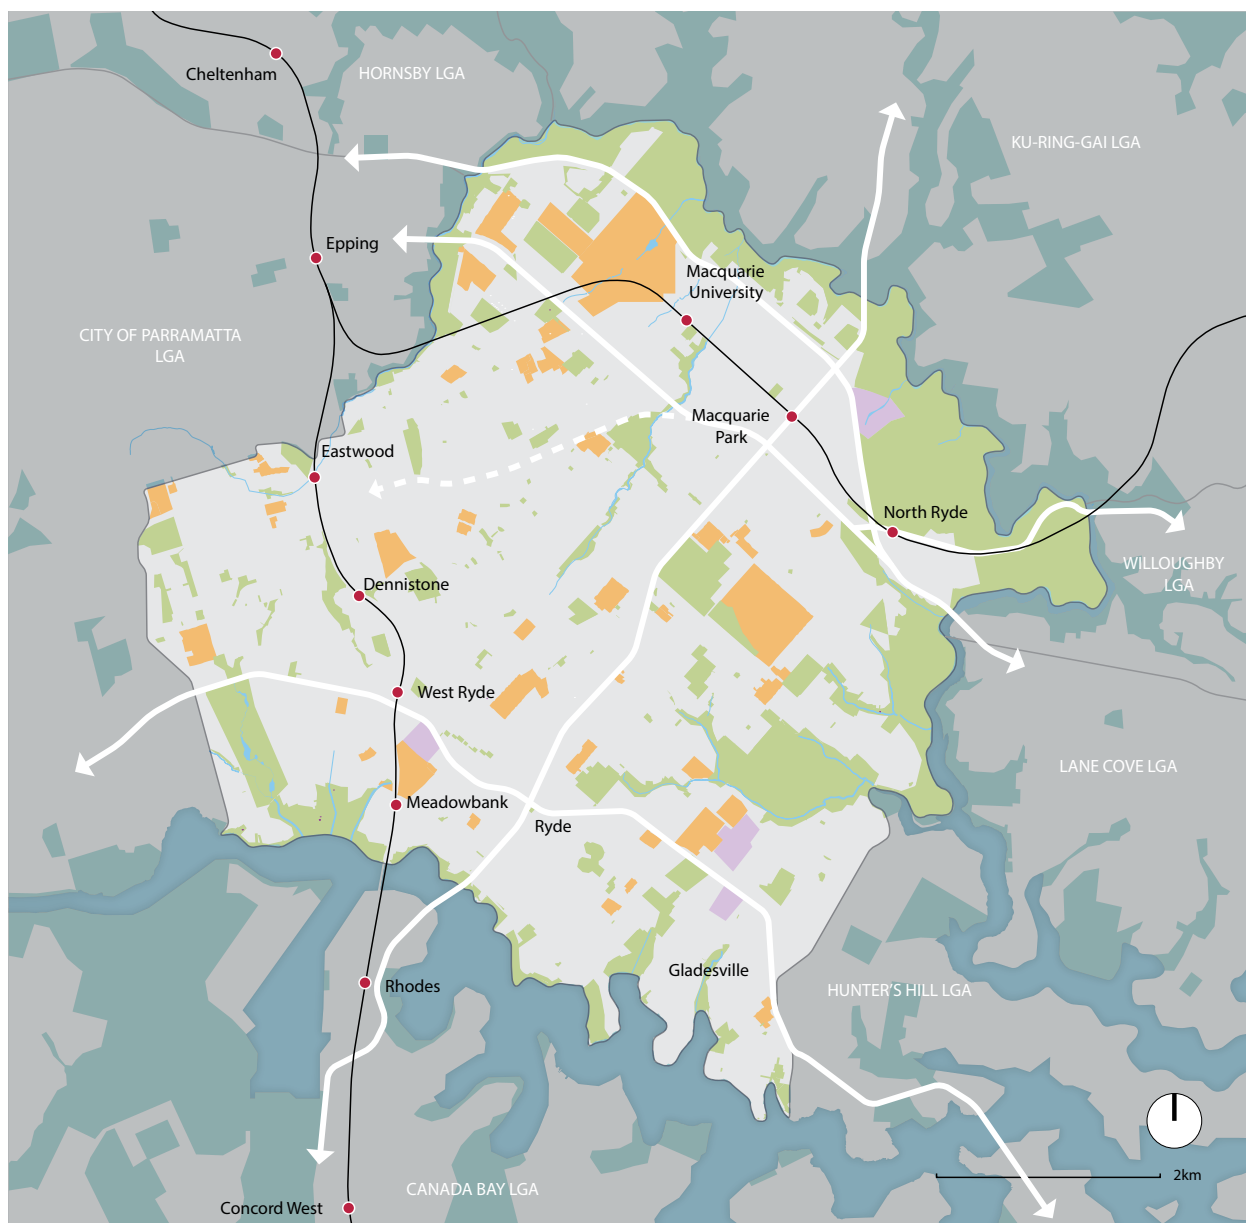 Cheltenham
HORNSBY LGA
KU-RING-GAI LGA
Epping
Macquarie
University
CITY OF PARRAMATTA
LGA
Macquarie
Park
Eastwood
North Ryde
WILLOUGHBY
LGA
Dennistone
West Ryde
LANE COVE LGA
Meadowbank
Ryde
Gladesville
Rhodes
HUNTER'S HILL LGA
2km
CANADA BAY LGA
Concord West